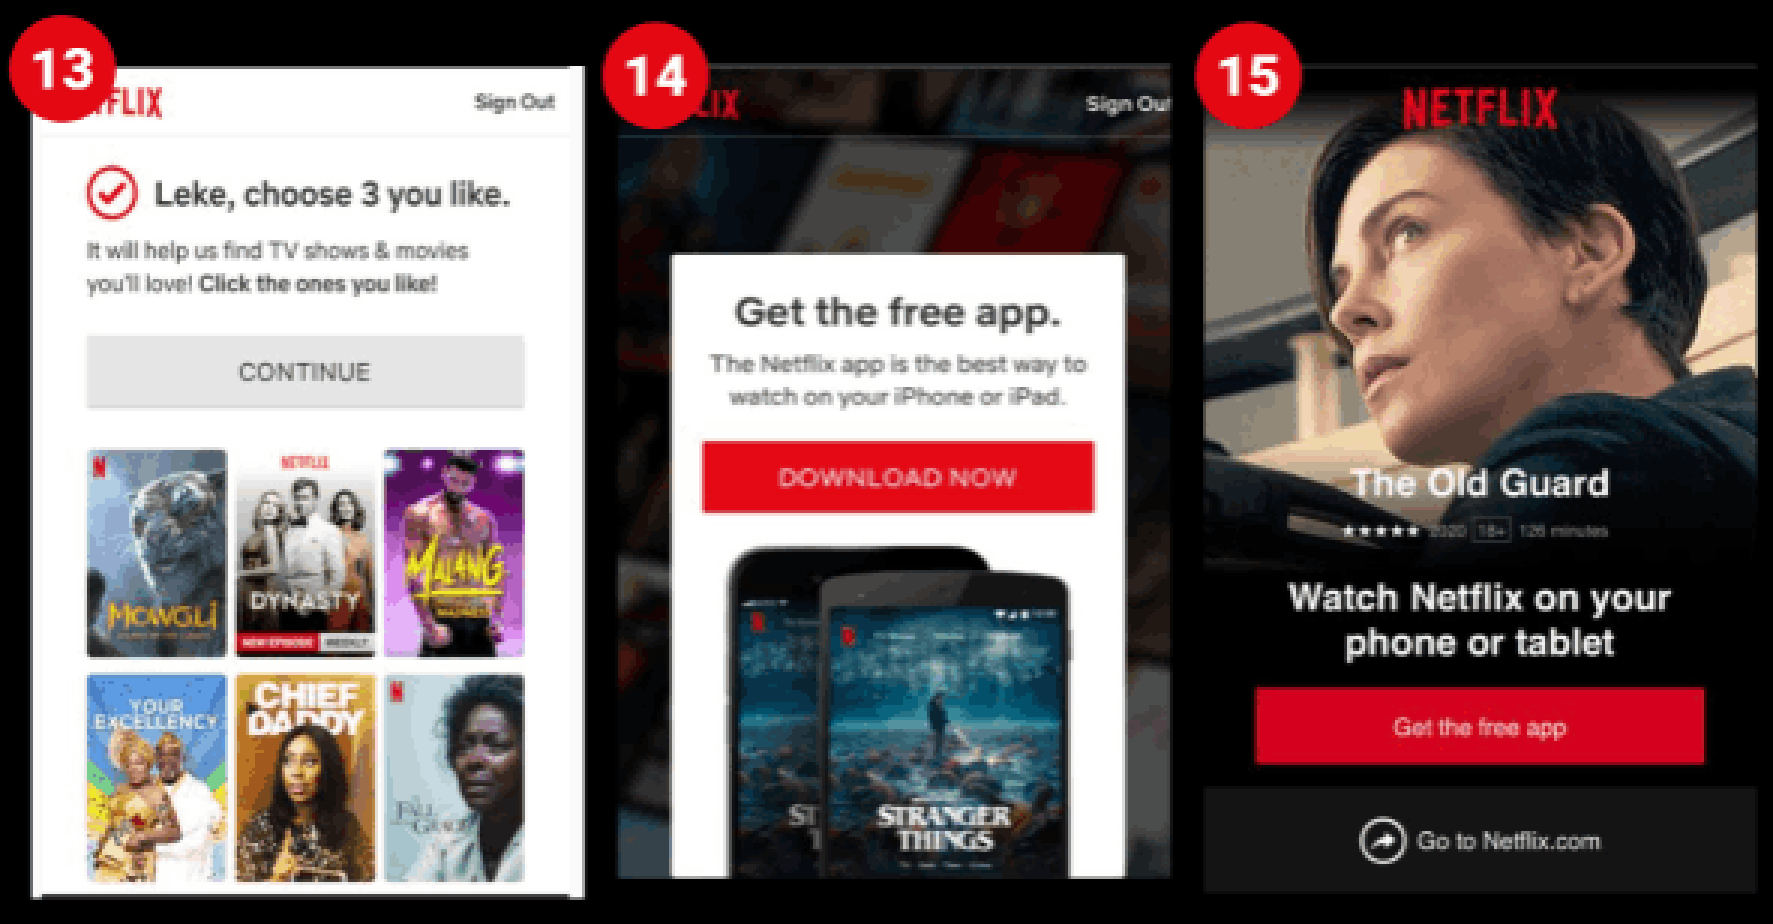 13
FLIX
Sign Out
Leke, choose 3 you like.
It will help us find TV shows & movies
you'll love! Click the ones you like!
CONTINUE
N
MOWGLI
NETFLIX
DYNASTY
NEW EPISODE WEEKLY
MALANG
YOUR
EXCELLENCY
CHIEF
DADDY
N
FALL
GRACE
14
LIX
Sign Out
Get the free app.
The Netflix app is the best way to
watch on your iPhone or iPad.
DOWNLOAD NOW
N
N
ST
T
STRANGER
THINGS
15
NETFLIX
The Old Guard
★★★★★ 2020 18+ 126 minutes
Watch Netflix on your
phone or tablet
Get the free app
Go to Netflix.com